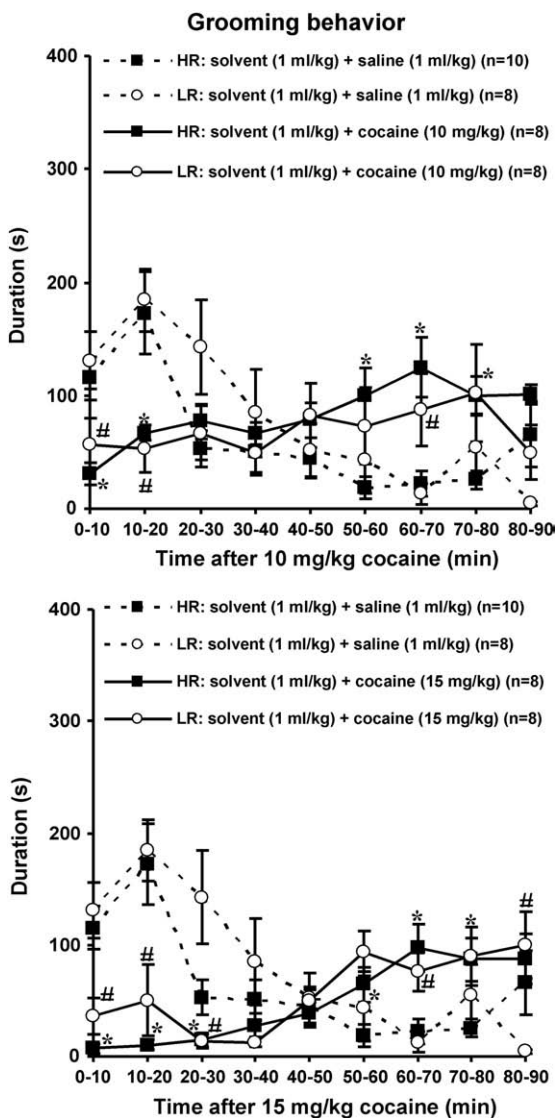 Grooming behavior
400
HR: solvent (1 ml/kg) + saline (1 ml/kg) (n=10)
LR: solvent (1 ml/kg) + saline (1 ml/kg) (n=8)
HR: solvent (1 ml/kg) + cocaine (10 mg/kg) (n=8)
300
LR: solvent (1 ml/kg) + cocaine (10 mg/kg) (n=8)
Duration (s)
200
*
*
100
*
*
#
#
*
#
0
0-10 10-20 20-30 30-40 40-50 50-60 60-70 70-80 80-90
Time after 10 mg/kg cocaine (min)
400
HR: solvent (1 ml/kg) + saline (1 ml/kg) (n=10)
LR: solvent (1 ml/kg) + saline (1 ml/kg) (n=8)
HR: solvent (1 ml/kg) + cocaine (15 mg/kg) (n=8)
300
LR: solvent (1 ml/kg) + cocaine (15 mg/kg) (n=8)
Duration (s)
200
#
*
*
#
100
#
#
*
*
*
*
#
0
0-10 10-20 20-30 30-40 40-50 50-60 60-70 70-80 80-90
Time after 15 mg/kg cocaine (min)